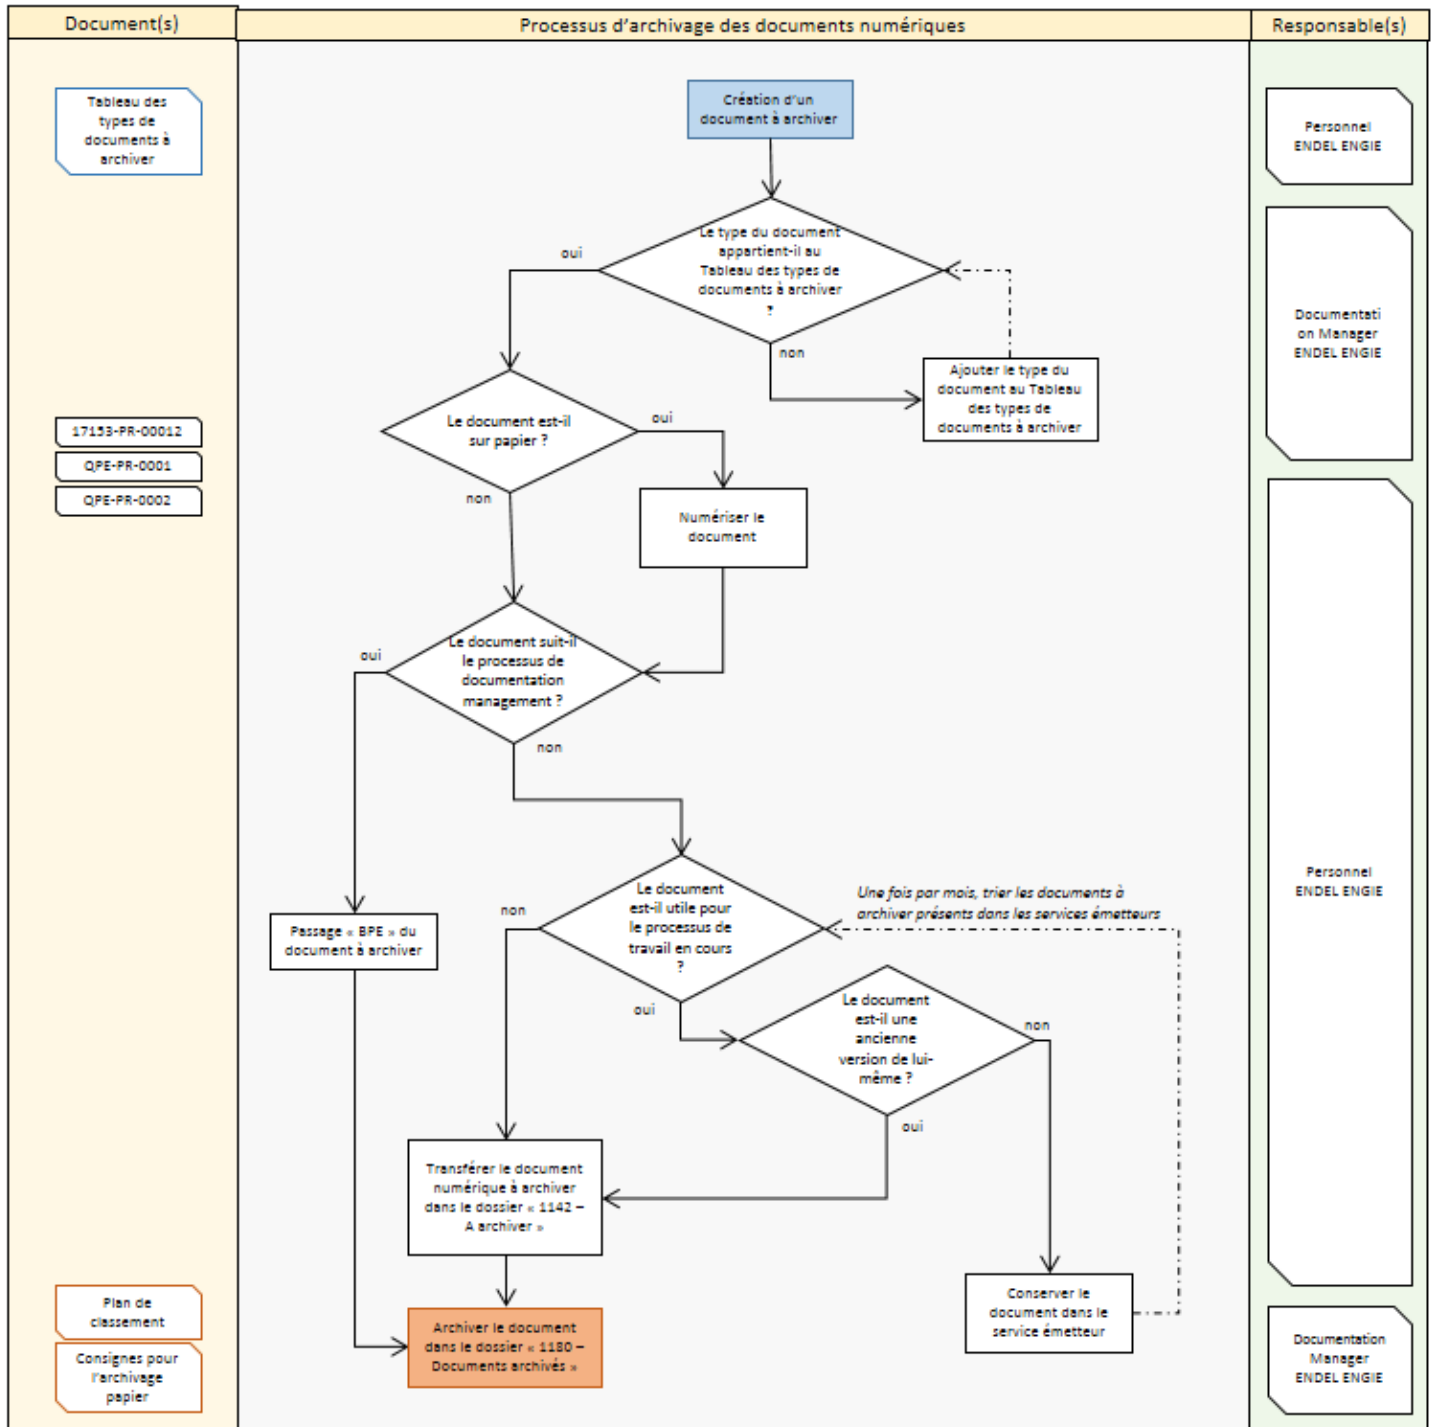 Document(s)
Processus d’archivage des documents numériques
Responsable(s)
Tableau des
types de
documents à
archiver
Création d’un
document à archiver
Personnel
ENDEL ENGIE
Le type du document
appartient-il au
Tableau des types de
documents à archiver
?
oui
non
Ajouter le type du
document au Tableau
des types de
documents à archiver
Documentati
on Manager
ENDEL ENGIE
17153-PR-00012
QPE-PR-0001
QPE-PR-0002
Le document est-il
sur papier ?
oui
non
Numériser le
document
Le document suit-il
le processus de
documentation
management ?
oui
non
Personnel
ENDEL ENGIE
Passage « BPE » du
document à archiver
Le document
est-il utile pour
le processus de
travail en cours
?
non
oui
Une fois par mois, trier les documents à
archiver présents dans les services émetteurs
Le document
est-il une
ancienne
version de lui-
même ?
non
oui
Transférer le document
numérique à archiver
dans le dossier « 1142 –
A archiver »
Conserver le
document dans le
service émetteur
Plan de
classement
Consignes pour
l’archivage
papier
Archiver le document
dans le dossier « 1180 –
Documents archivés »
Documentation
Manager
ENDEL ENGIE